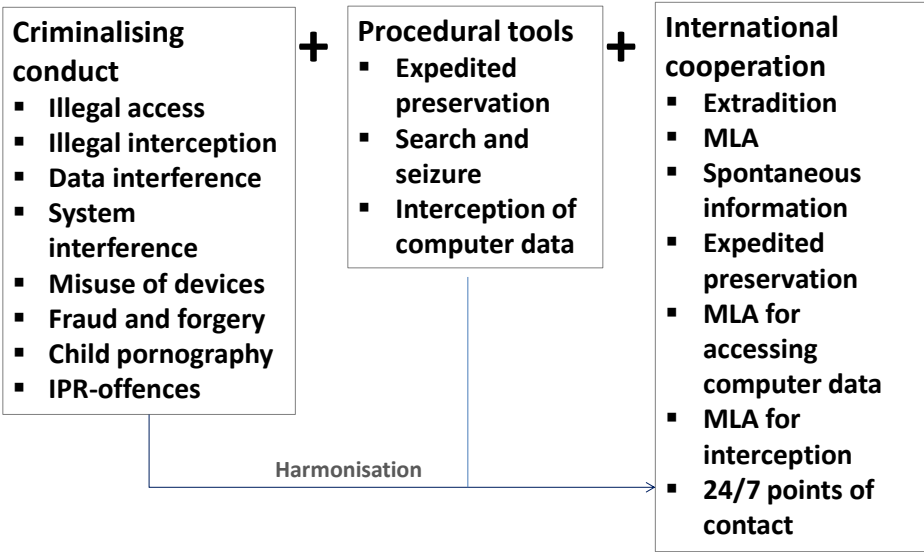 Criminalising
conduct
▪ Illegal access
▪ Illegal interception
▪ Data interference
▪ System
interference
▪ Misuse of devices
▪ Fraud and forgery
▪ Child pornography
▪ IPR-offences
+
Procedural tools
▪ Expedited
preservation
▪ Search and
seizure
▪ Interception of
computer data
+
International
cooperation
▪ Extradition
▪ MLA
▪ Spontaneous
information
▪ Expedited
preservation
▪ MLA for
accessing
computer data
▪ MLA for
interception
▪ 24/7 points of
contact
Harmonisation